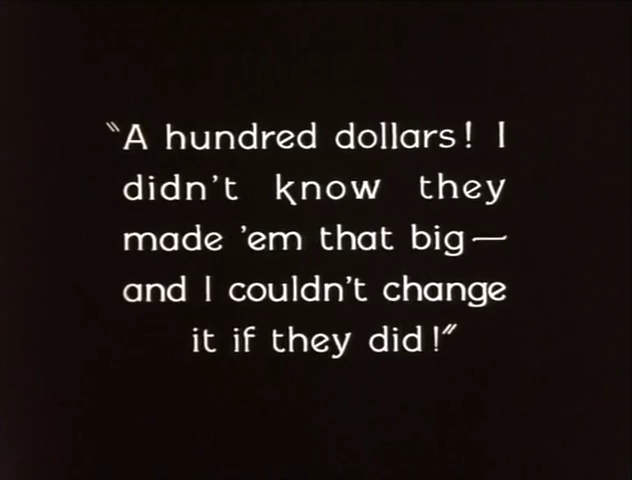 "A hundred dollars! I
didn't know they
made 'em that big—
and I couldn't change
it if they did!"